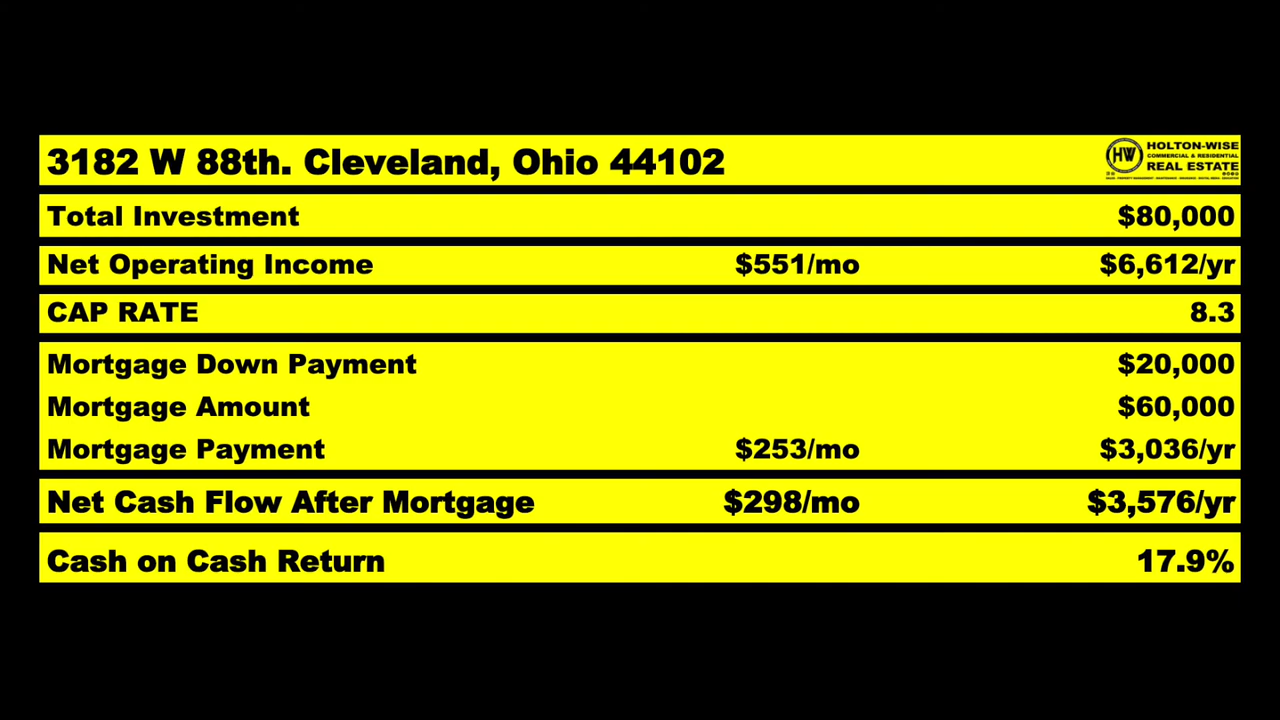 3182 W 88th. Cleveland, Ohio 44102
HW
HOLTON-WISE
COMMERCIAL & RESIDENTIAL
REAL ESTATE
Total Investment $80,000
Net Operating Income $551/mo $6,612/yr
CAP RATE 8.3
Mortgage Down Payment $20,000
Mortgage Amount $60,000
Mortgage Payment $253/mo $3,036/yr
Net Cash Flow After Mortgage $298/mo $3,576/yr
Cash on Cash Return 17.9%